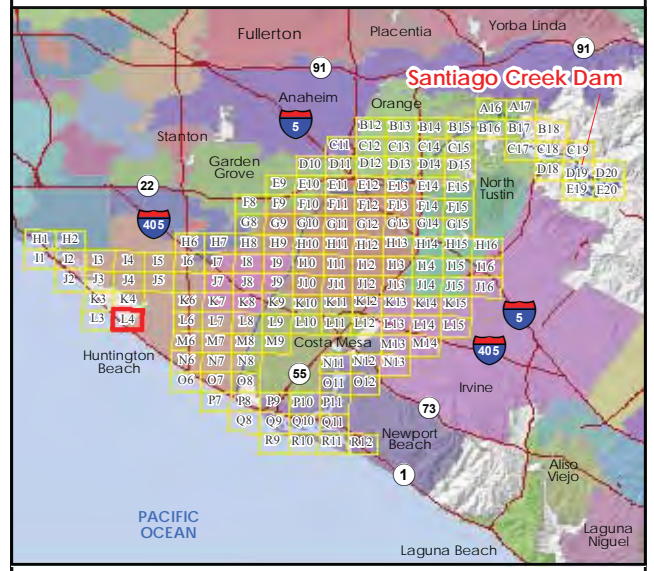 Yorba Linda
Fullerton
Placentia
91
91
Santiago Creek Dam
Anaheim
Orange
A16 A17
5
B12 B13 B14 B15 B16 B17 B18
Stanton
C11 C12 C13 C14 C15 C17 C18 C19
Garden
Grove
D10 D11 D12 D13 D14 D15 D18 D19 D20
North
Tustin
22
E9 E10 E11 E12 E13 E14 E15 E19 E20
F8 F9 F10 F11 F12 F13 F14 F15
405
G8 G9 G10 G11 G12 G13 G14 G15
H1 H2 H6 H7 H8 H9 H10 H11 H12 H13 H14 H15 H16
I1 I2 I3 I4 I5 I6 I7 I8 I9 I10 I11 I12 I13 I14 I15 I16
J2 J3 J4 J5 J7 J8 J9 J10 J11 J12 J13 J14 J15 J16
K3 K4 K6 K7 K8 K9 K10 K11 K12 K13 K14 K15
5
L3 L4 L6 L7 L8 L9 L10 L11 L12 L13 L14 L15
M6 M7 M8 M9 Costa Mesa M13 M14
405
Huntington
Beach
N6 N7 N8 N11 N12 N13
55
O6 O7 O8 O11 O12
Irvine
P7 P8 P9 P10 P11
73
Q8 Q9 Q10 Q11
Newport
Beach
R9 R10 R11 R12
1
Aliso
Viejo
PACIFIC
OCEAN
Laguna
Niguel
Laguna Beach